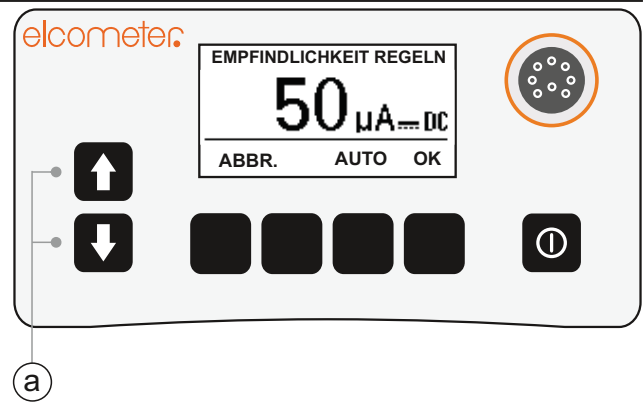 elcometer
EMPFINDLICHKEIT REGELN
50 µA⎓DC
ABBR. AUTO OK
a